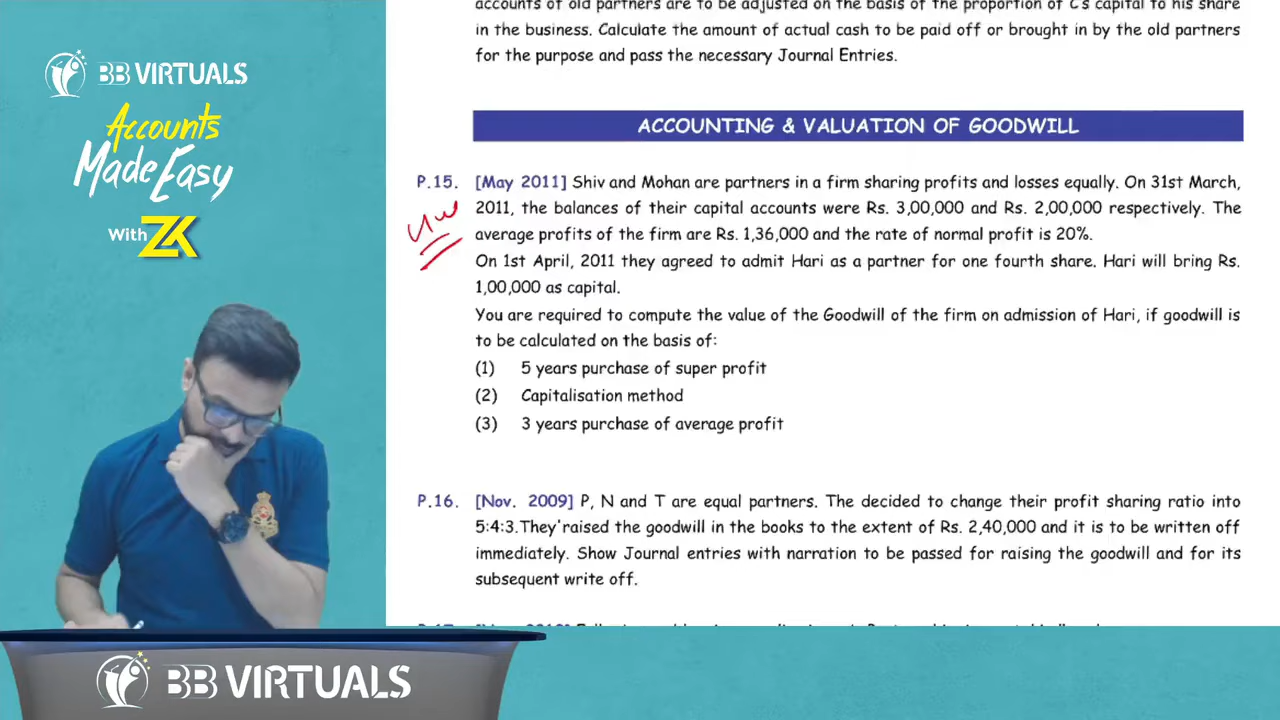 accounts of old partners are to be adjusted on the basis of the proportion of C's capital to his share
in the business. Calculate the amount of actual cash to be paid off or brought in by the old partners
for the purpose and pass the necessary Journal Entries.
BB VIRTUALS
Accounts
Made Easy
With ZK
ACCOUNTING & VALUATION OF GOODWILL
P.15. [May 2011] Shiv and Mohan are partners in a firm sharing profits and losses equally. On 31st March,
2011, the balances of their capital accounts were Rs. 3,00,000 and Rs. 2,00,000 respectively. The
average profits of the firm are Rs. 1,36,000 and the rate of normal profit is 20%.
On 1st April, 2011 they agreed to admit Hari as a partner for one fourth share. Hari will bring Rs.
1,00,000 as capital.
You are required to compute the value of the Goodwill of the firm on admission of Hari, if goodwill is
to be calculated on the basis of:
(1) 5 years purchase of super profit
(2) Capitalisation method
(3) 3 years purchase of average profit
P.16. [Nov. 2009] P, N and T are equal partners. The decided to change their profit sharing ratio into
5:4:3. They raised the goodwill in the books to the extent of Rs. 2,40,000 and it is to be written off
immediately. Show Journal entries with narration to be passed for raising the goodwill and for its
subsequent write off.
BB VIRTUALS